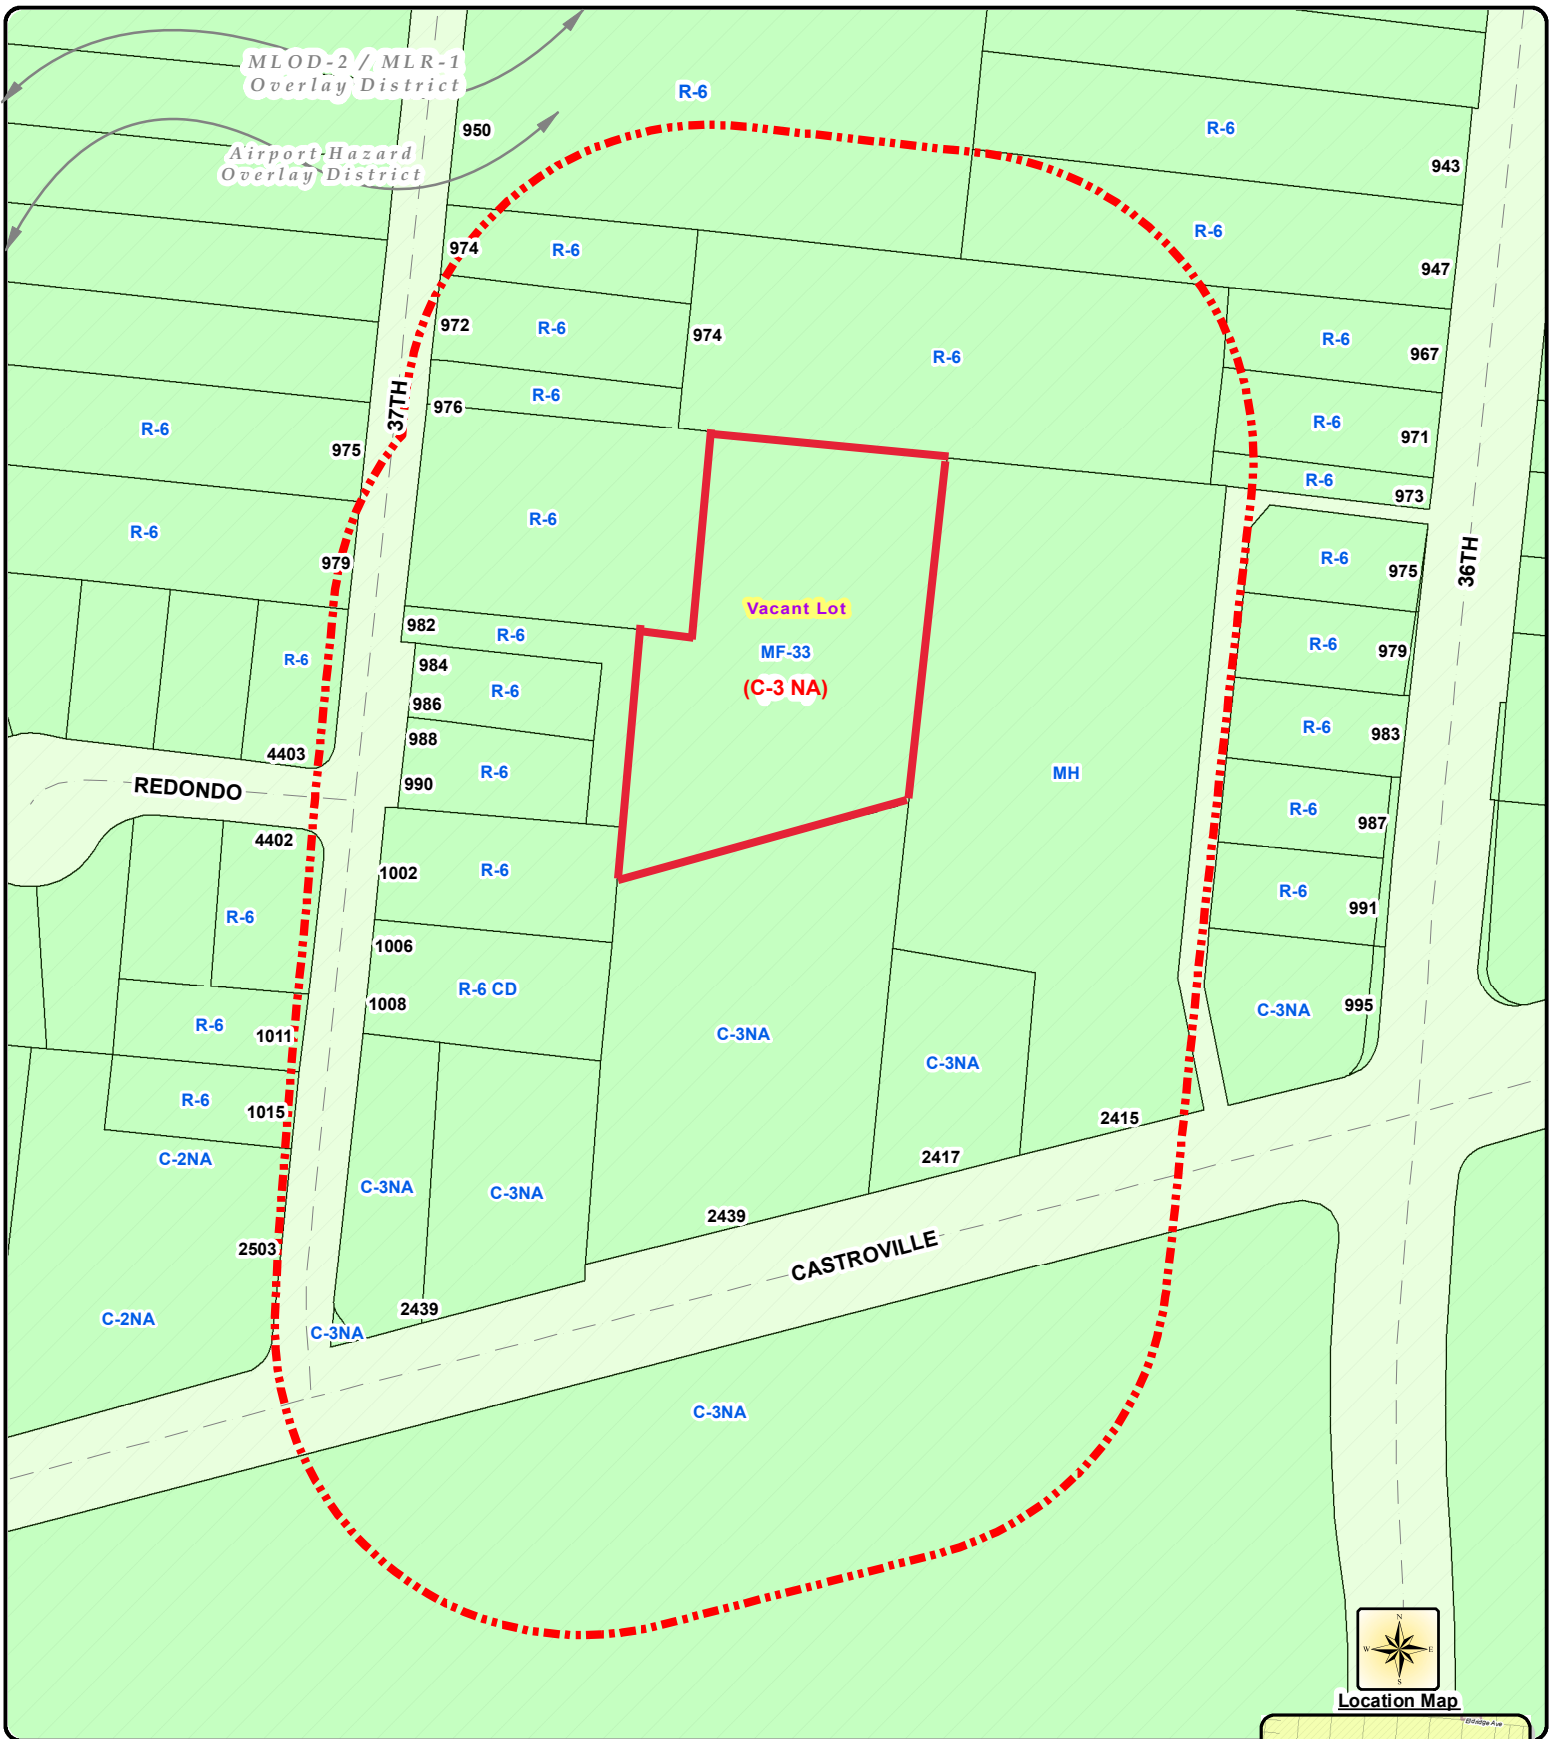 MLOD-2 / MLR-1
Overlay District
R-6
R-6
950
943
Airport Hazard
Overlay District
974
R-6
R-6
947
972
R-6
974
R-6
R-6
967
37TH
976
R-6
R-6
975
R-6
971
R-6
973
R-6
979
R-6
36TH
R-6
975
Vacant Lot
MF-33
(C-3 NA)
982
R-6
984
R-6
986
R-6
988
R-6
990
R-6
979
R-6
983
4403
REDONDO
MH
4402
R-6
987
1002
R-6
R-6
991
R-6
1006
1008
R-6 CD
C-3NA
995
R-6
1011
C-3NA
C-3NA
R-6
1015
2415
C-2NA
2417
C-3NA
C-3NA
2439
2503
CASTROVILLE
2439
C-2NA
C-3NA
C-3NA
N
W
E
S
Location Map
Eldridge Ave